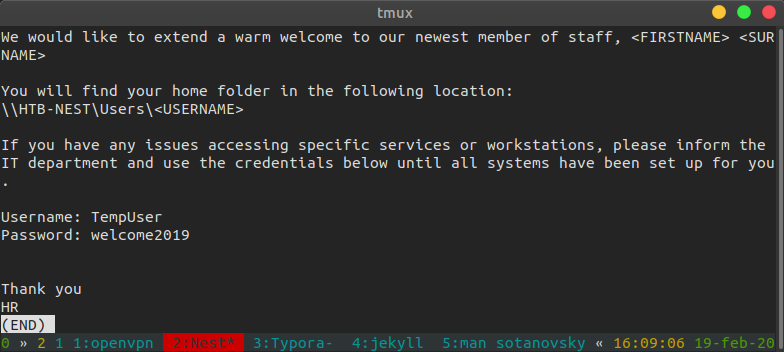 tmux
We would like to extend a warm welcome to our newest member of staff, <FIRSTNAME> <SUR
NAME>
You will find your home folder in the following location:
\\HTB-NEST\Users\<USERNAME>
If you have any issues accessing specific services or workstations, please inform the
IT department and use the credentials below until all systems have been set up for you
.
Username: TempUser
Password: welcome2019
Thank you
HR
(END)
0 » 2 1 1:openvpn  2:Nest*  3:Typora-  4:jekyll  5:man sotanovsky « 16:09:06 19-feb-20